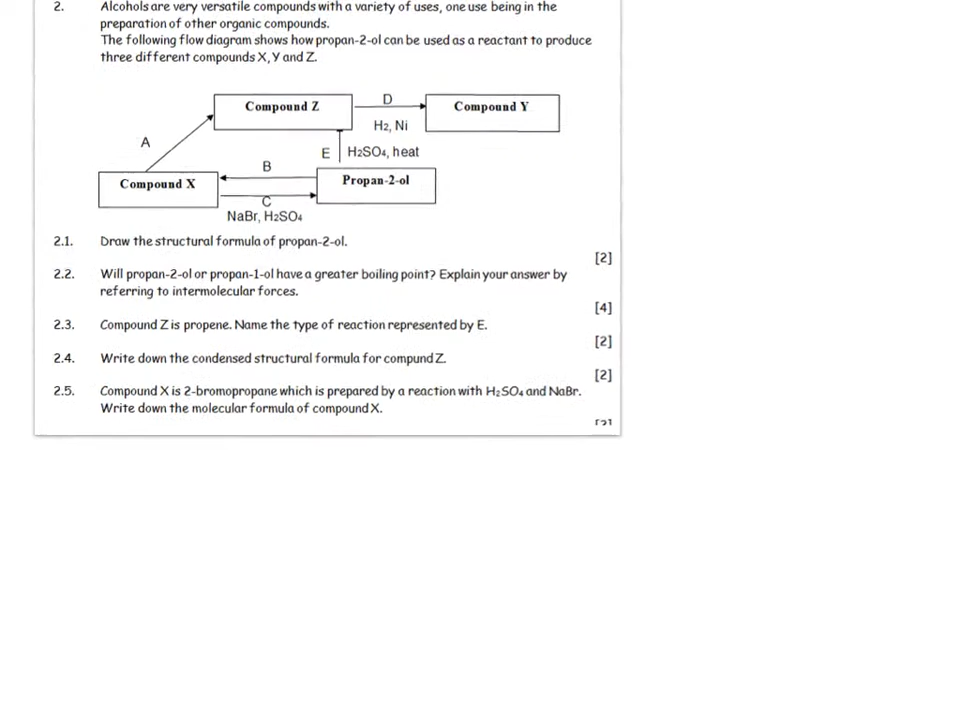 2. Alcohols are very versatile compounds with a variety of uses, one use being in the
preparation of other organic compounds.
The following flow diagram shows how propan-2-ol can be used as a reactant to produce
three different compounds X, Y and Z.
Compound Z
D
Compound Y
H₂, Ni
A
E
H₂SO₄, heat
B
Compound X
Propan-2-ol
C
NaBr, H₂SO₄
2.1. Draw the structural formula of propan-2-ol.
[2]
2.2. Will propan-2-ol or propan-1-ol have a greater boiling point? Explain your answer by
referring to intermolecular forces.
[4]
2.3. Compound Z is propene. Name the type of reaction represented by E.
[2]
2.4. Write down the condensed structural formula for compund Z.
[2]
2.5. Compound X is 2-bromopropane which is prepared by a reaction with H₂SO₄ and NaBr.
Write down the molecular formula of compound X.